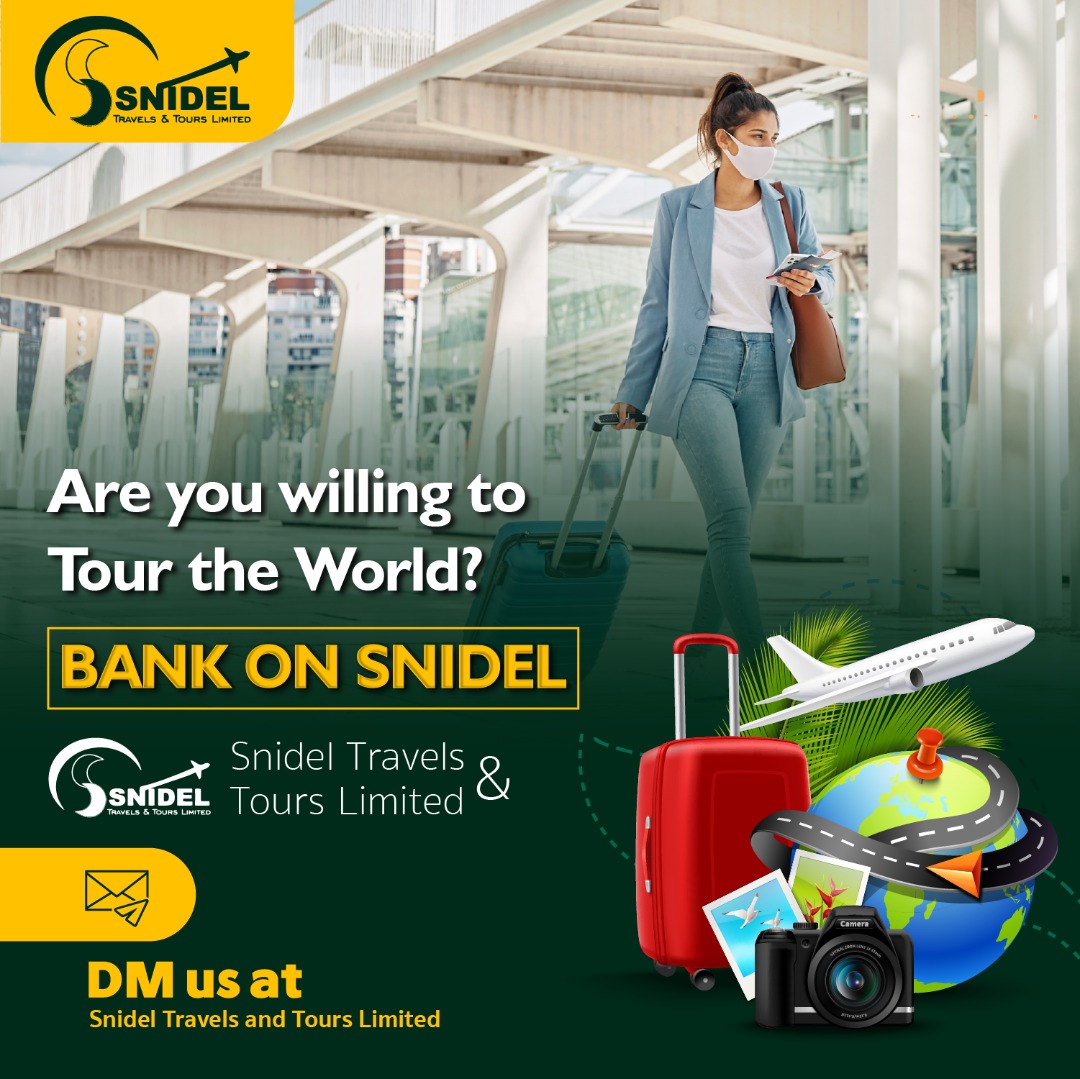 SNIDEL
TRAVELS & TOURS LIMITED
Are you willing to
Tour the World?
BANK ON SNIDEL
SNIDEL
TRAVELS & TOURS LIMITED
Snidel Travels &
Tours Limited
Camera
DM us at
Snidel Travels and Tours Limited